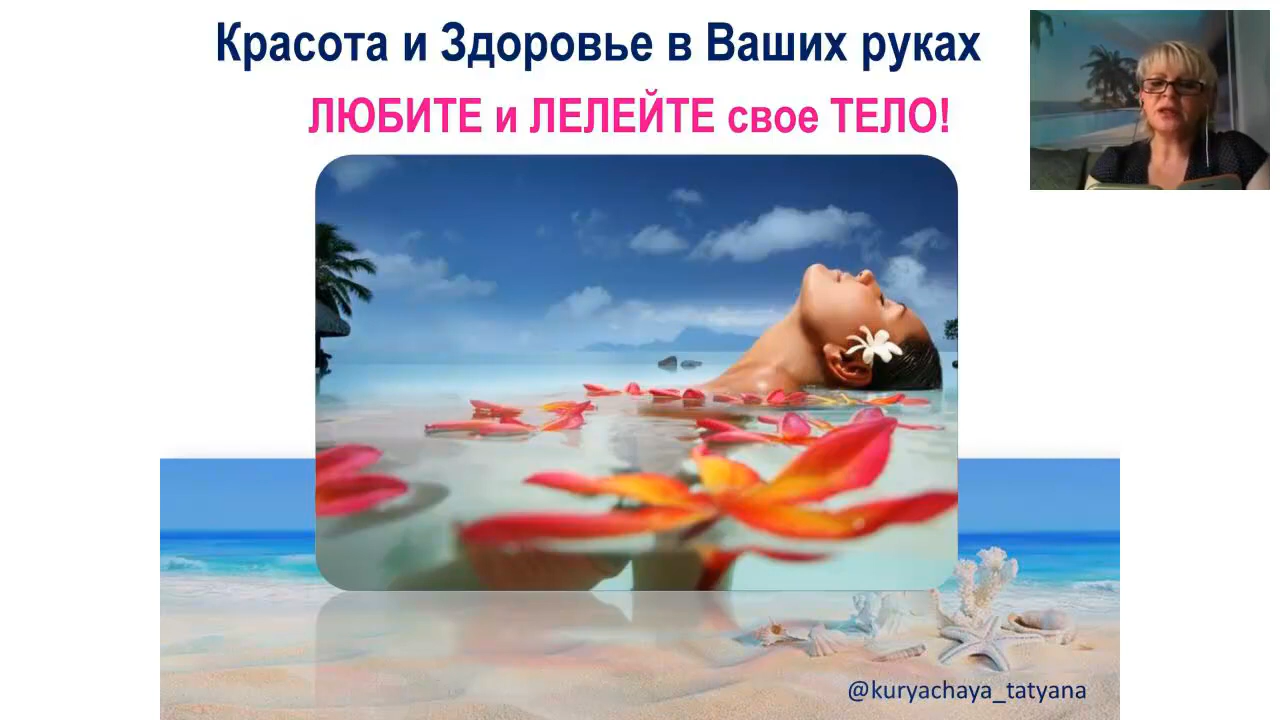 Красота и Здоровье в Ваших руках
ЛЮБИТЕ и ЛЕЛЕЙТЕ свое ТЕЛО!
@kuryachaya_tatyana